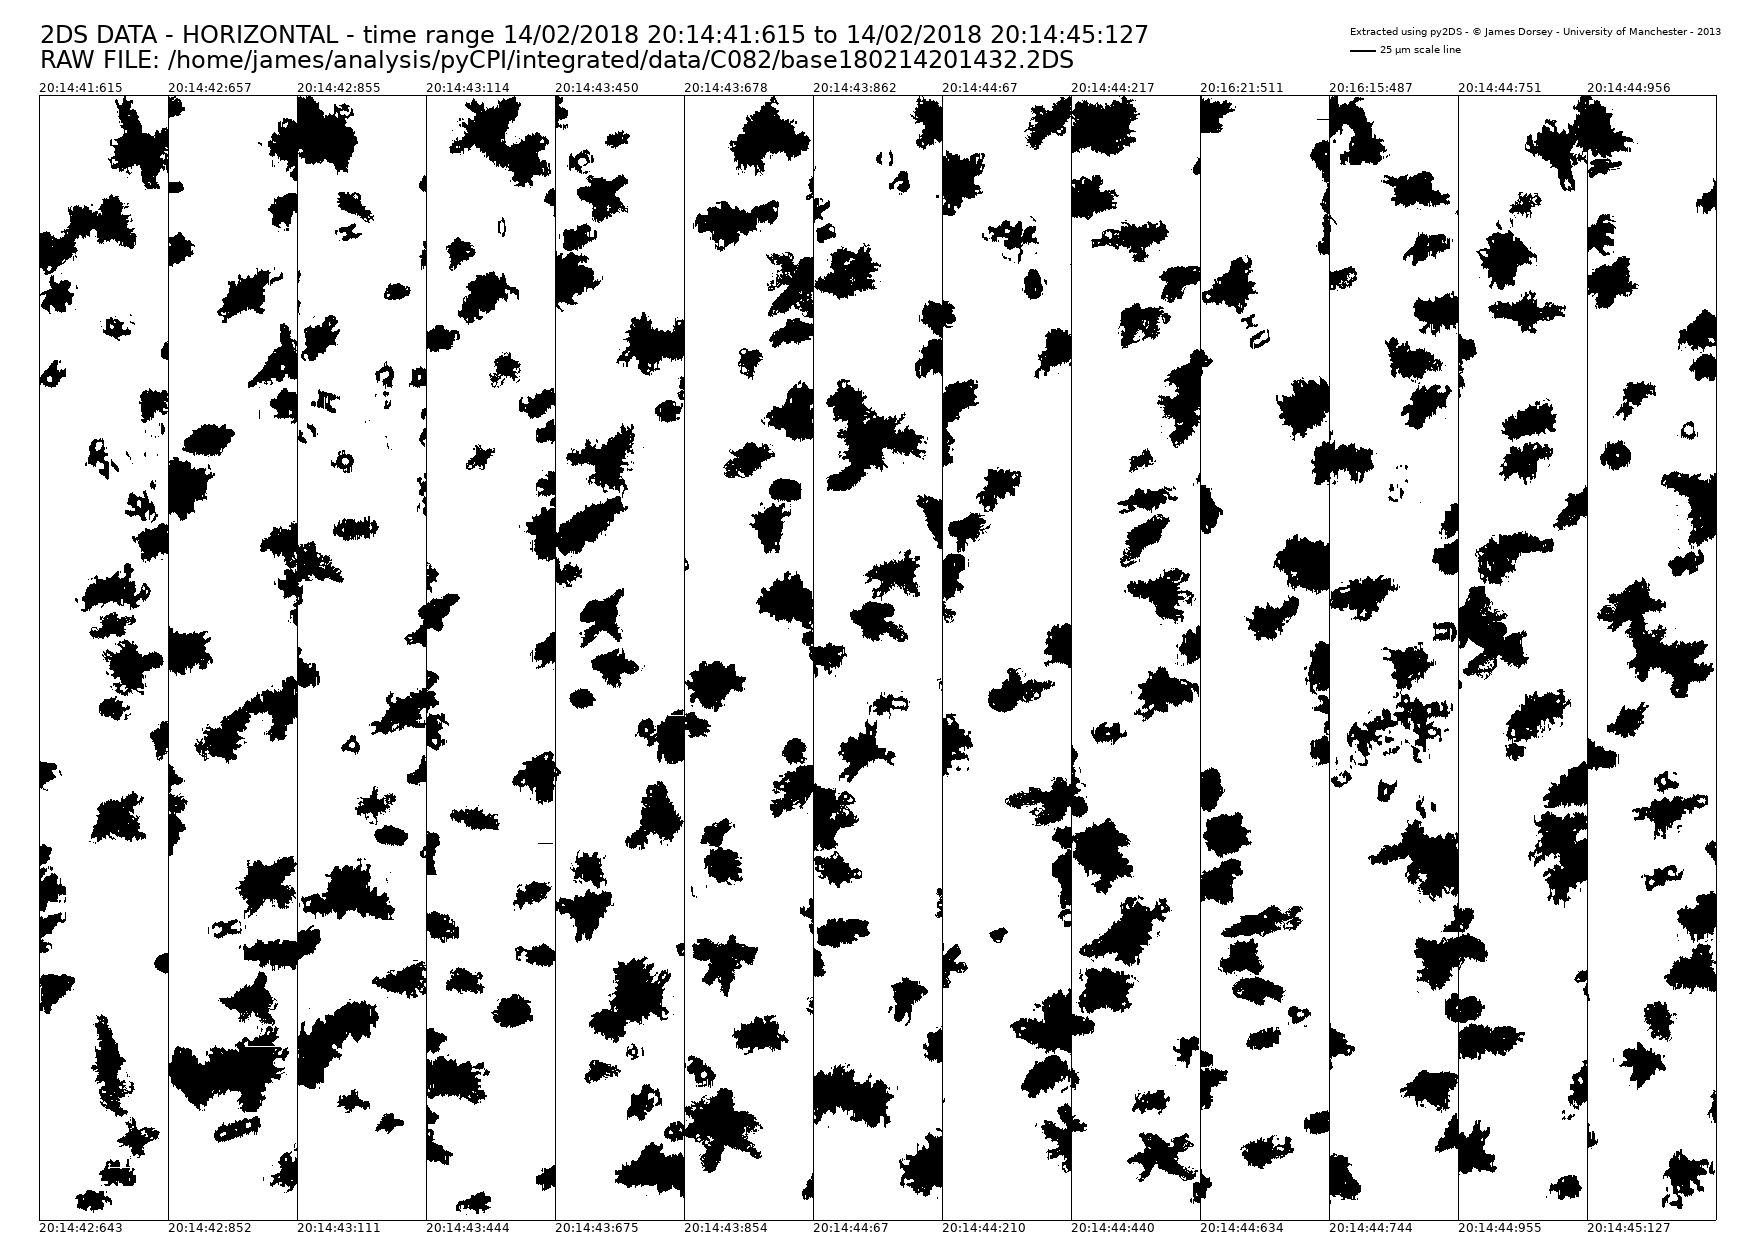 2DS DATA - HORIZONTAL - time range 14/02/2018 20:14:41:615 to 14/02/2018 20:14:45:127
RAW FILE: /home/james/analysis/pyCPI/integrated/data/C082/base180214201432.2DS
Extracted using py2DS - © James Dorsey - University of Manchester - 2013
25 µm scale line
20:14:41:615 20:14:42:657 20:14:42:855 20:14:43:114 20:14:43:450 20:14:43:678 20:14:43:862 20:14:44:67 20:14:44:217 20:16:21:511 20:16:15:487 20:14:44:751 20:14:44:956
20:14:42:643 20:14:42:852 20:14:43:111 20:14:43:444 20:14:43:675 20:14:43:854 20:14:44:67 20:14:44:210 20:14:44:440 20:14:44:634 20:14:44:744 20:14:44:955 20:14:45:127